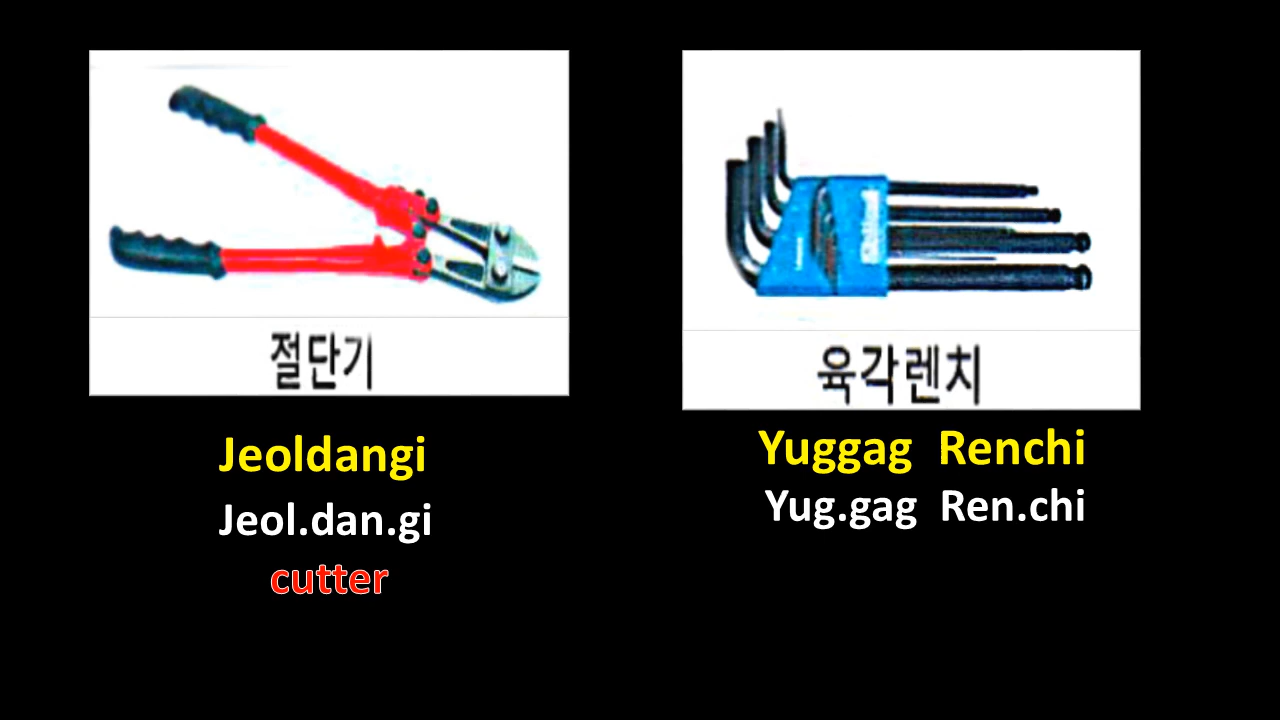 절단기
Jeoldangi
Jeol.dan.gi
cutter
육각렌치
Yuggag Renchi
Yug.gag Ren.chi